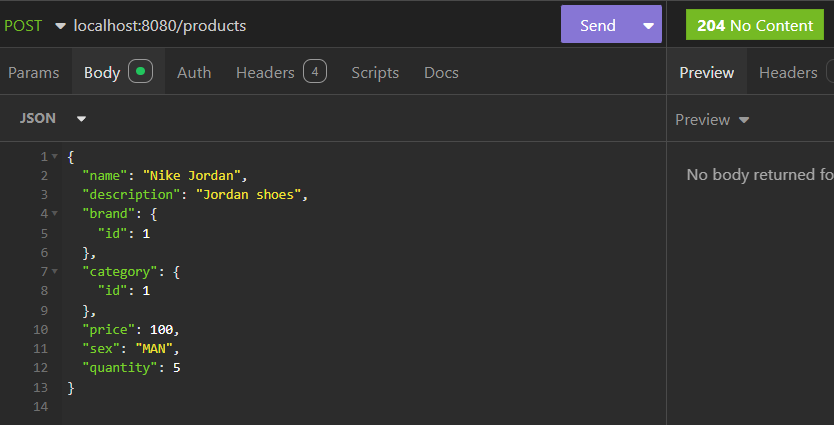 POST localhost:8080/products Send 204 No Content
Params Body Auth Headers 4 Scripts Docs Preview Headers
JSON Preview
1 {
2 "name": "Nike Jordan",
3 "description": "Jordan shoes",
4 "brand": {
5 "id": 1
6 },
7 "category": {
8 "id": 1
9 },
10 "price": 100,
11 "sex": "MAN",
12 "quantity": 5
13 }
14
No body returned fo